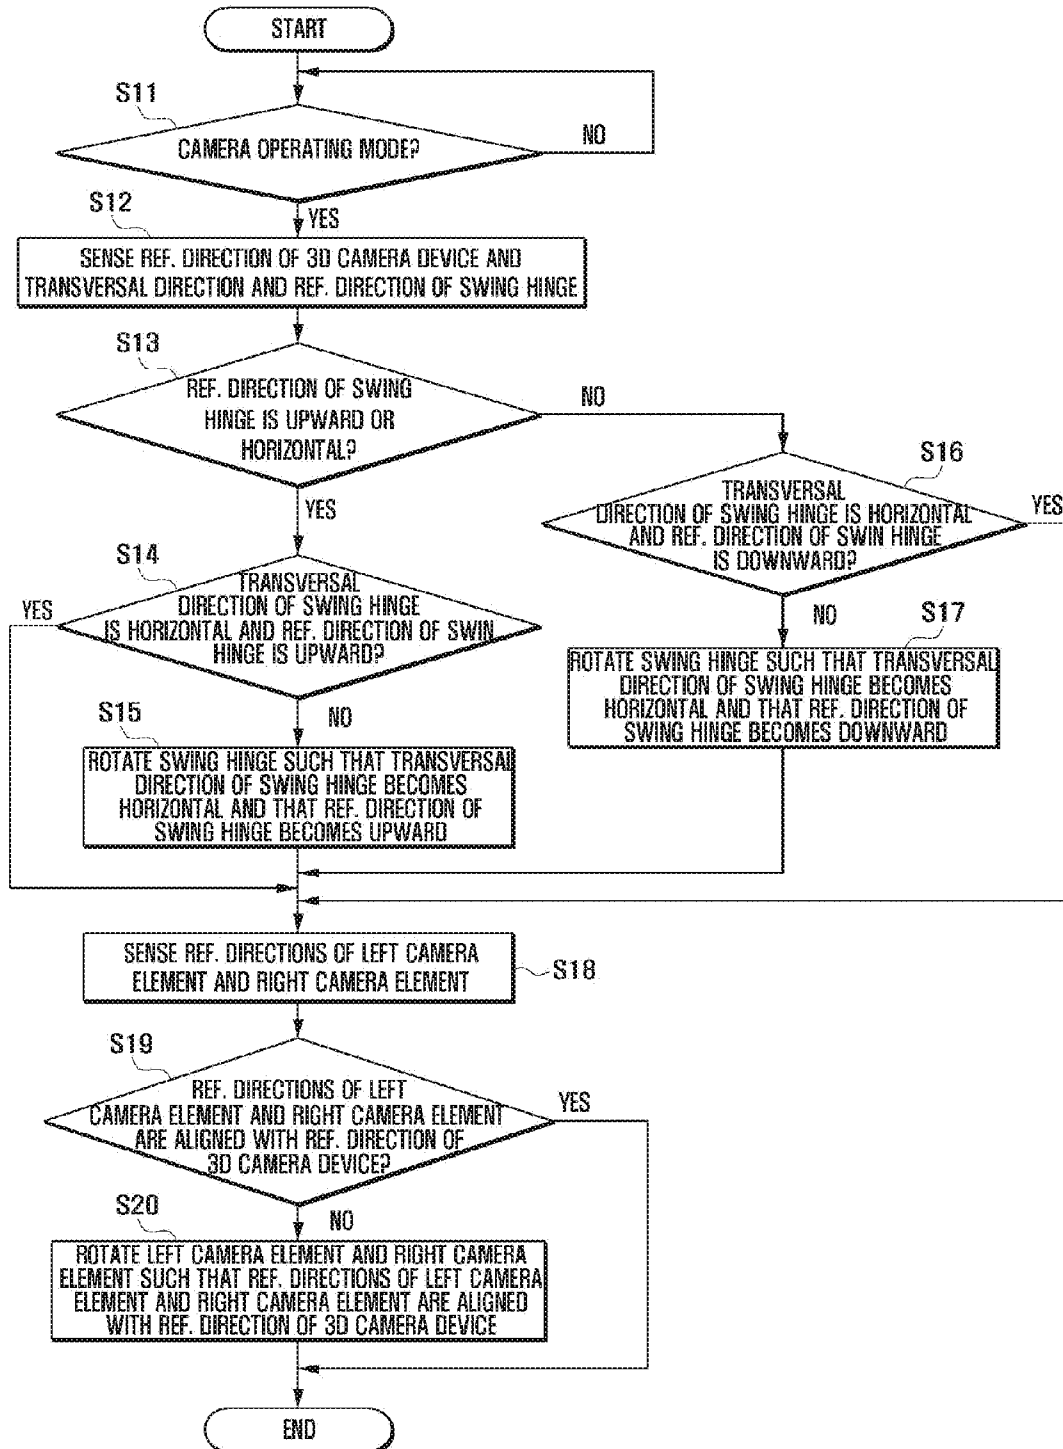 START
S11
CAMERA OPERATING MODE?
NO
S12
YES
SENSE REF. DIRECTION OF 3D CAMERA DEVICE AND
TRANSVERSAL DIRECTION AND REF. DIRECTION OF SWING HINGE
S13
REF. DIRECTION OF SWING
HINGE IS UPWARD OR
HORIZONTAL?
NO
YES
S16
TRANSVERSAL
DIRECTION OF SWING HINGE IS HORIZONTAL
AND REF. DIRECTION OF SWIN HINGE
IS DOWNWARD?
YES
NO
S14
TRANSVERSAL
DIRECTION OF SWING HINGE
IS HORIZONTAL AND REF. DIRECTION OF SWIN
HINGE IS UPWARD?
YES
NO
S17
ROTATE SWING HINGE SUCH THAT TRANSVERSAL
DIRECTION OF SWING HINGE BECOMES
HORIZONTAL AND THAT REF. DIRECTION OF
SWING HINGE BECOMES DOWNWARD
S15
ROTATE SWING HINGE SUCH THAT TRANSVERSAL
DIRECTION OF SWING HINGE BECOMES
HORIZONTAL AND THAT REF. DIRECTION OF
SWING HINGE BECOMES UPWARD
SENSE REF. DIRECTIONS OF LEFT CAMERA
ELEMENT AND RIGHT CAMERA ELEMENT
S18
S19
REF. DIRECTIONS OF LEFT
CAMERA ELEMENT AND RIGHT CAMERA ELEMENT
ARE ALIGNED WITH REF. DIRECTION OF
3D CAMERA DEVICE?
YES
NO
S20
ROTATE LEFT CAMERA ELEMENT AND RIGHT CAMERA
ELEMENT SUCH THAT REF. DIRECTIONS OF LEFT CAMERA
ELEMENT AND RIGHT CAMERA ELEMENT ARE ALIGNED
WITH REF. DIRECTION OF 3D CAMERA DEVICE
END